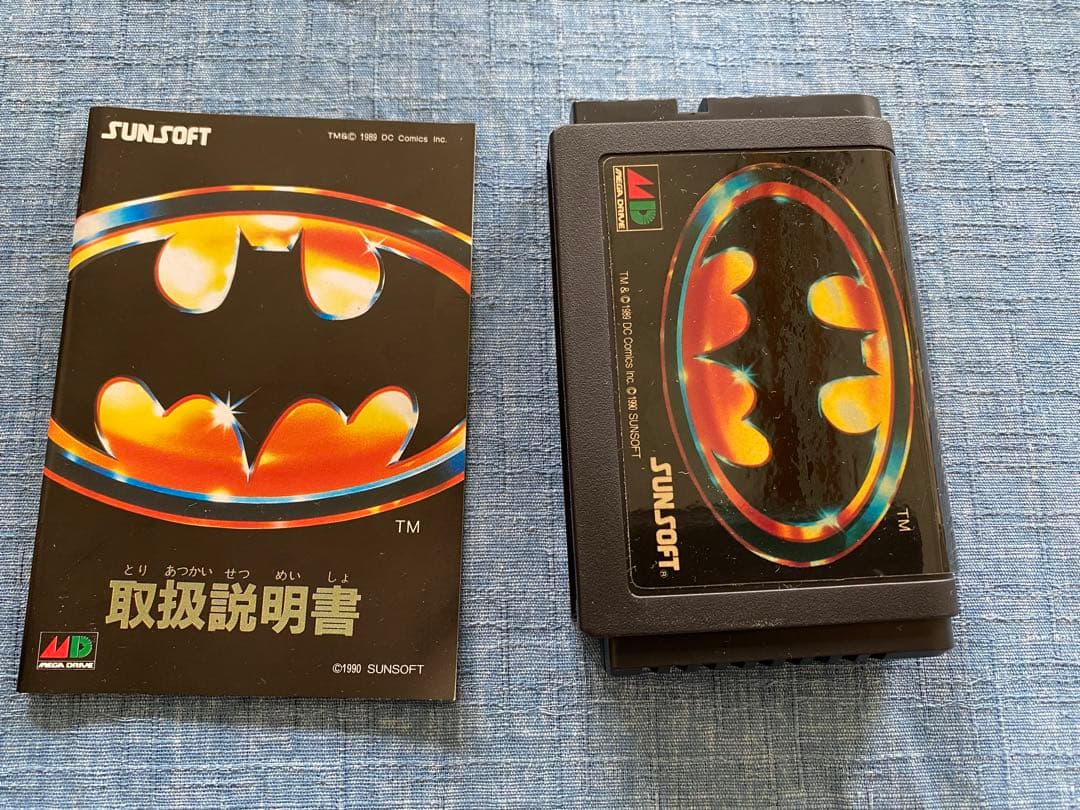 SUNSOFT
TM&© 1989 DC Comics Inc.
TM
とり あつかい せつ めい しょ
取扱説明書
MD
MEGA DRIVE
©1990 SUNSOFT
MD
MEGA DRIVE
TM & © 1989 DC Comics Inc. © 1990 SUNSOFT
SUNSOFT®
TM